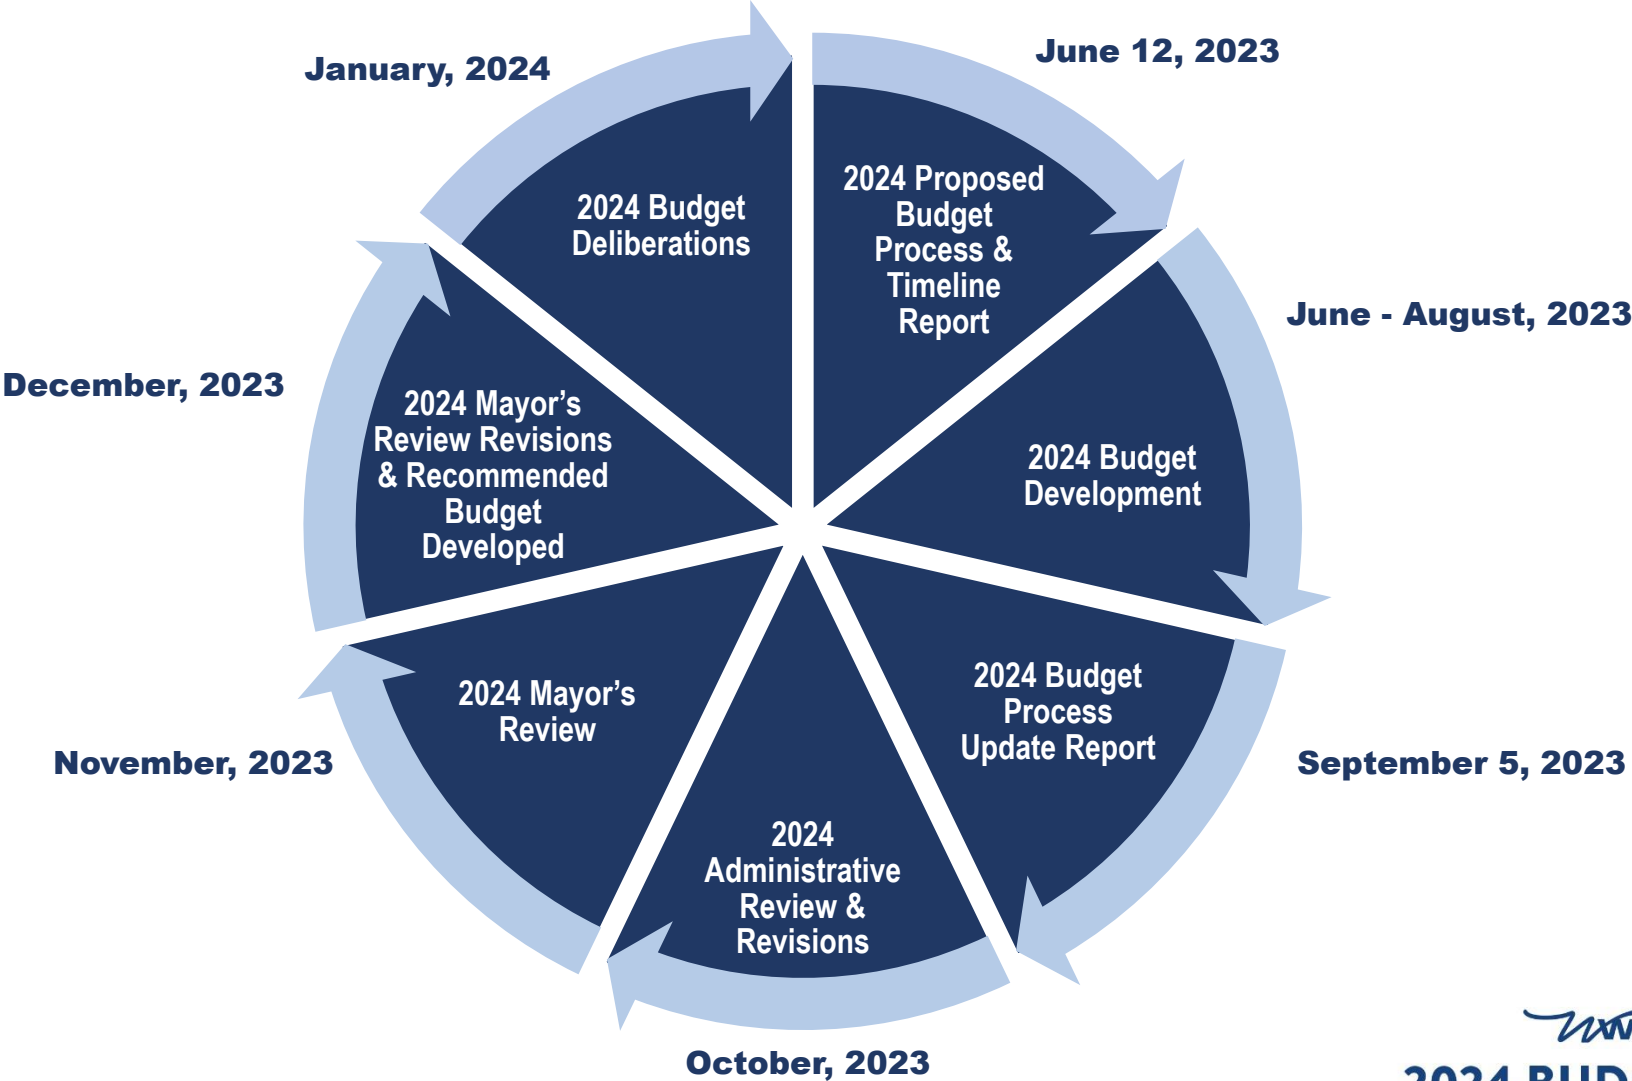 June 12, 2023
2024 Proposed
Budget
Process &
Timeline
Report
June - August, 2023
2024 Budget
Development
September 5, 2023
2024 Budget
Process
Update Report
October, 2023
2024
Administrative
Review &
Revisions
November, 2023
2024 Mayor’s
Review
December, 2023
2024 Mayor’s
Review Revisions
& Recommended
Budget
Developed
January, 2024
2024 Budget
Deliberations
2024